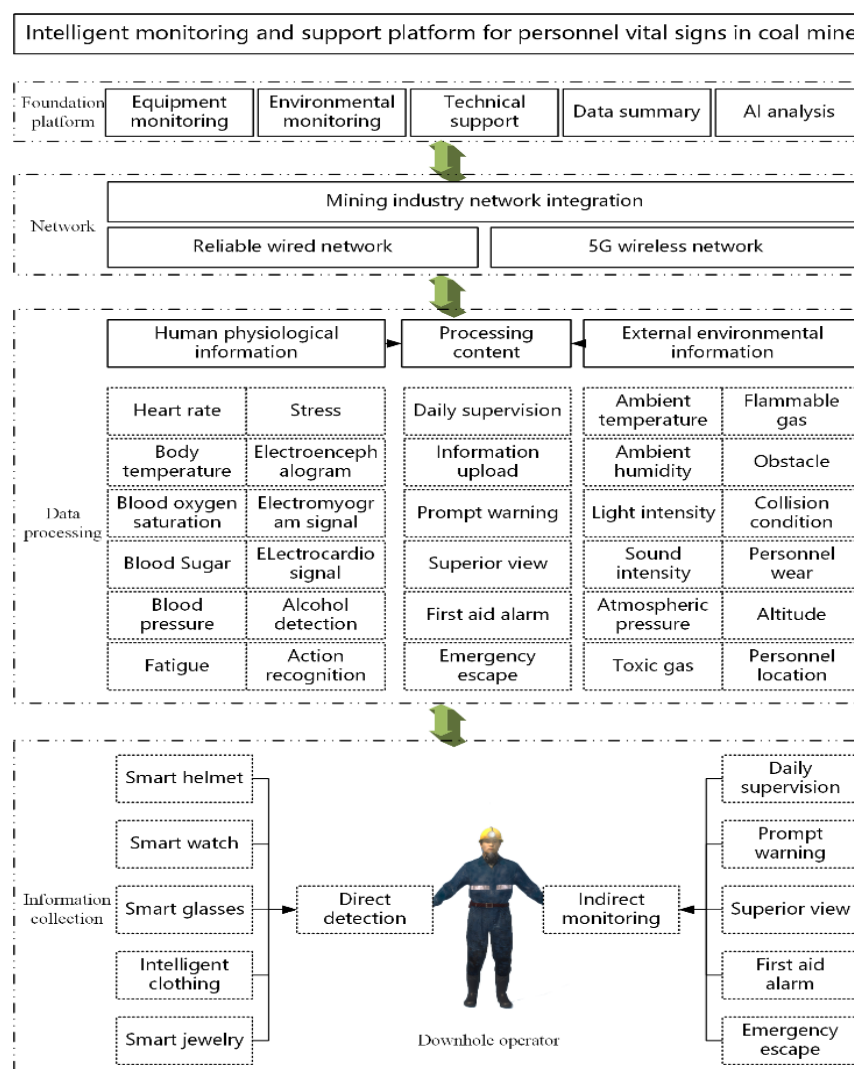 Intelligent monitoring and support platform for personnel vital signs in coal mine
Foundation
platform
Equipment
monitoring
Environmental
monitoring
Technical
support
Data summary
AI analysis
Network
Mining industry network integration
Reliable wired network
5G wireless network
Data
processing
Human physiological
information
Processing
content
External environmental
information
Heart rate
Stress
Daily supervision
Ambient
temperature
Flammable
gas
Body
temperature
Electroenceph
alogram
Information
upload
Ambient
humidity
Obstacle
Blood oxygen
saturation
Electromyogr
am signal
Prompt warning
Light intensity
Collision
condition
Blood Sugar
ELectrocardio
signal
Superior view
Sound
intensity
Personnel
wear
Blood
pressure
Alcohol
detection
First aid alarm
Atmospheric
pressure
Altitude
Fatigue
Action
recognition
Emergency
escape
Toxic gas
Personnel
location
Information
collection
Smart helmet
Smart watch
Smart glasses
Intelligent
clothing
Smart jewelry
Direct
detection
Downhole operator
Indirect
monitoring
Daily
supervision
Prompt
warning
Superior view
First aid
alarm
Emergency
escape